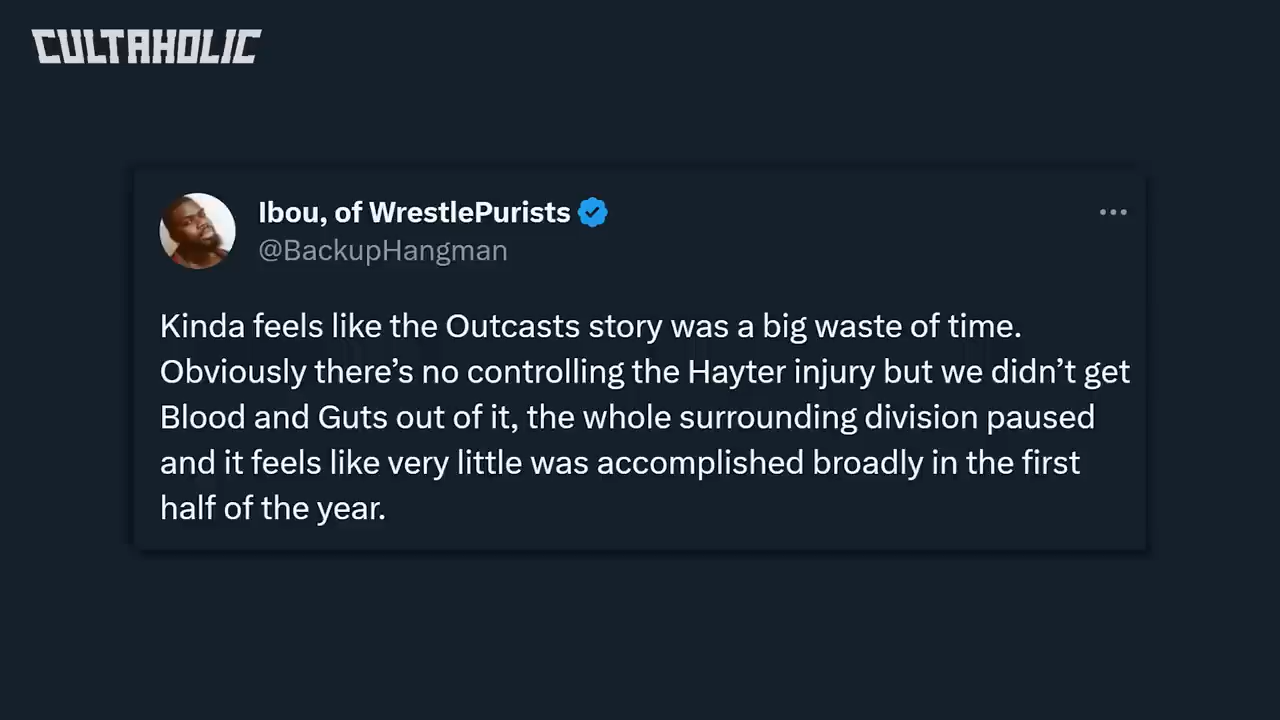 CULTAHOLIC
Ibou, of WrestlePurists
@BackupHangman
Kinda feels like the Outcasts story was a big waste of time.
Obviously there’s no controlling the Hayter injury but we didn’t get
Blood and Guts out of it, the whole surrounding division paused
and it feels like very little was accomplished broadly in the first
half of the year.